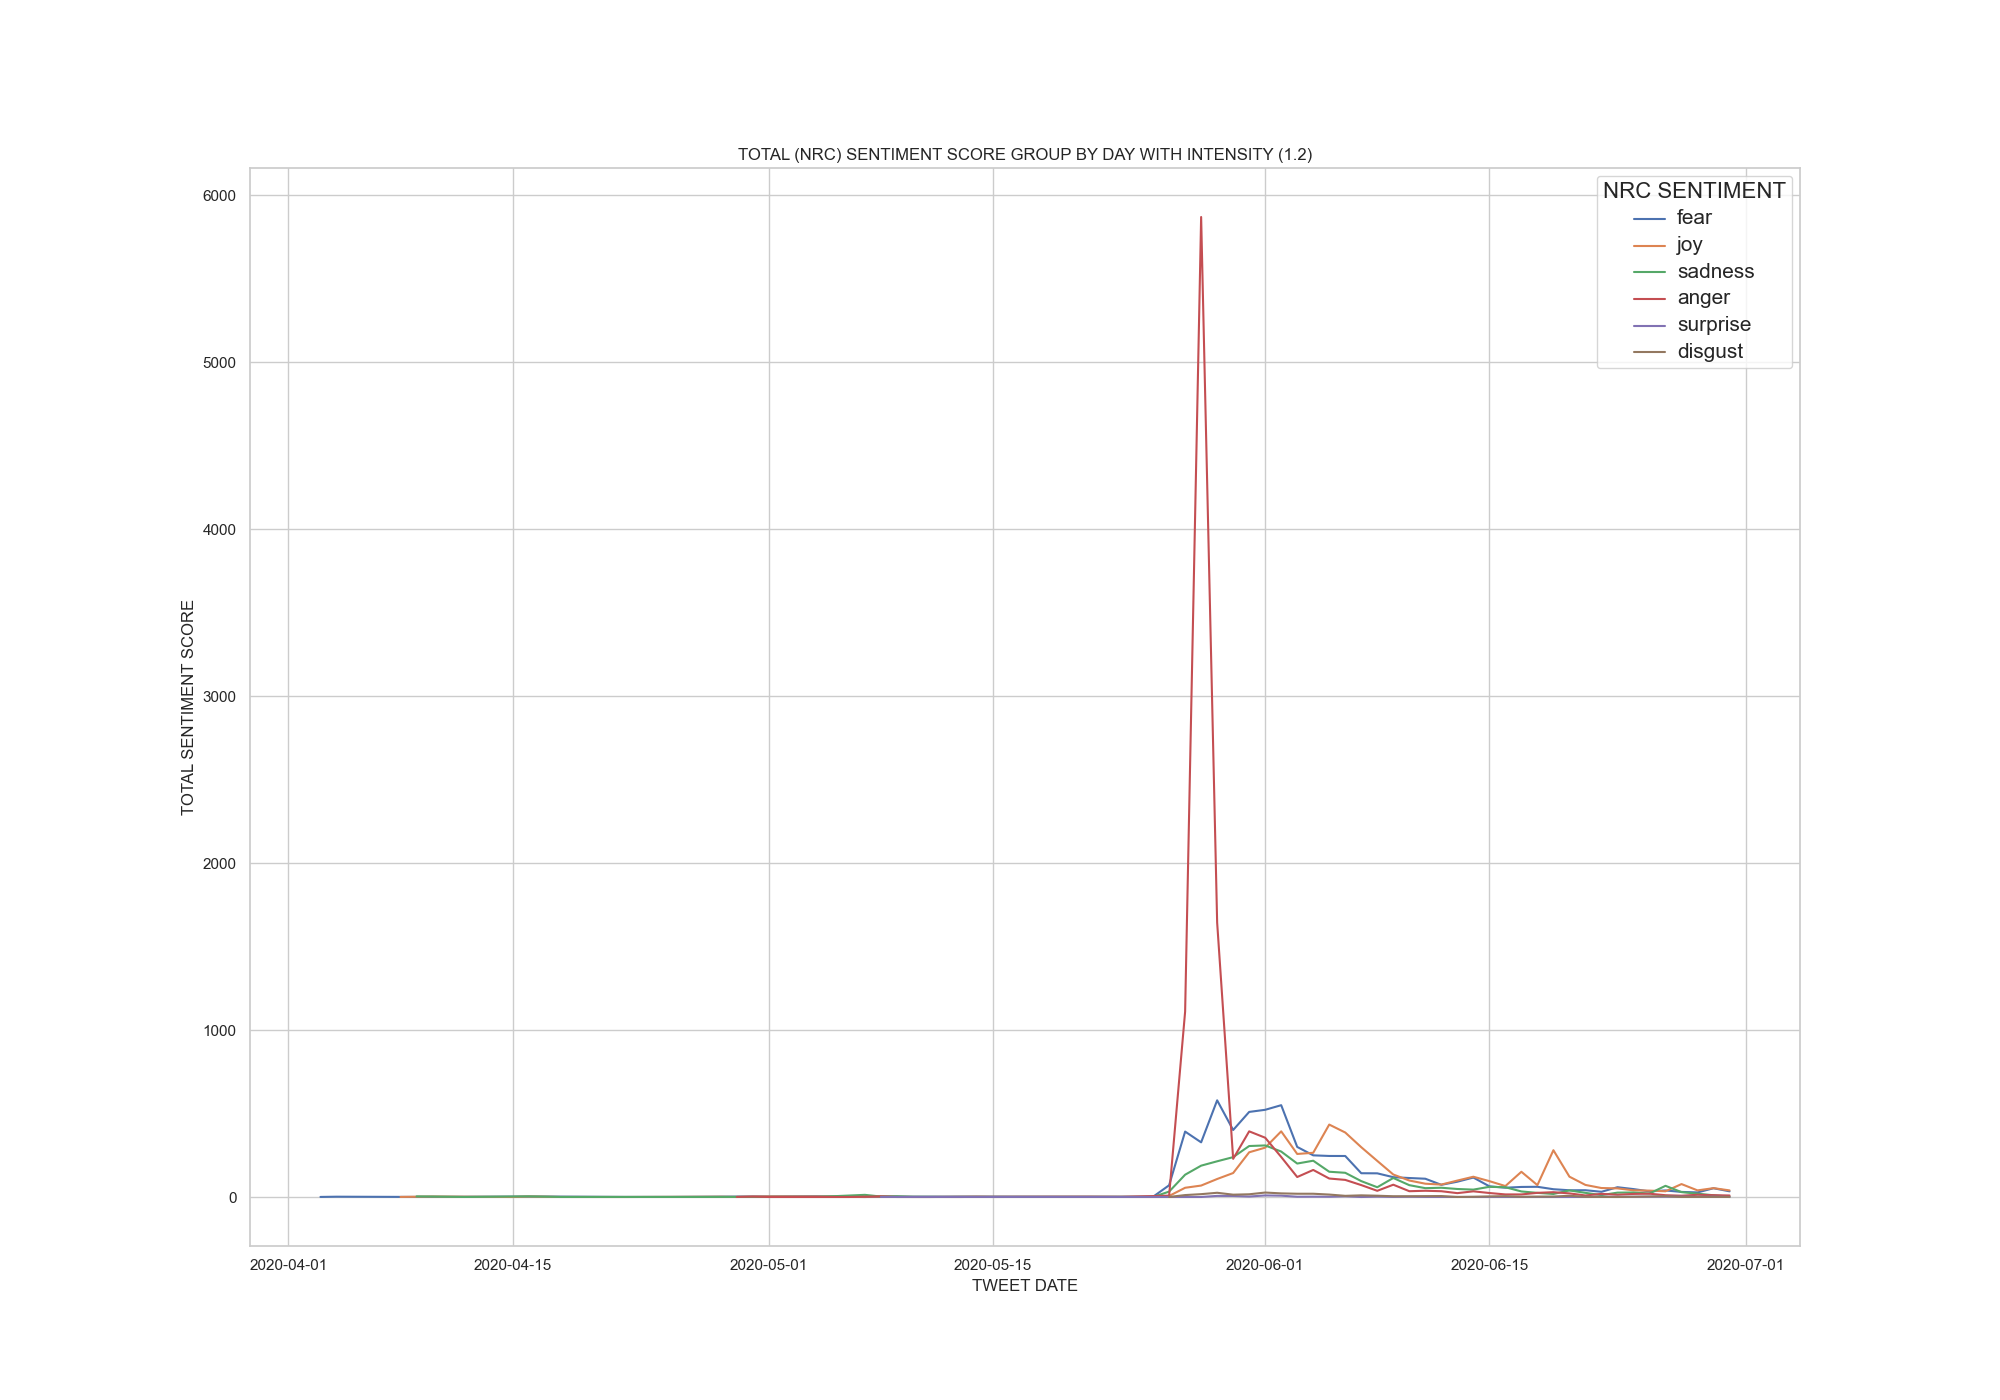 TOTAL (NRC) SENTIMENT SCORE GROUP BY DAY WITH INTENSITY (1.2)
NRC SENTIMENT
fear
joy
sadness
anger
surprise
disgust
TOTAL SENTIMENT SCORE
6000
5000
4000
3000
2000
1000
0
2020-04-01 2020-04-15 2020-05-01 2020-05-15 2020-06-01 2020-06-15 2020-07-01
TWEET DATE